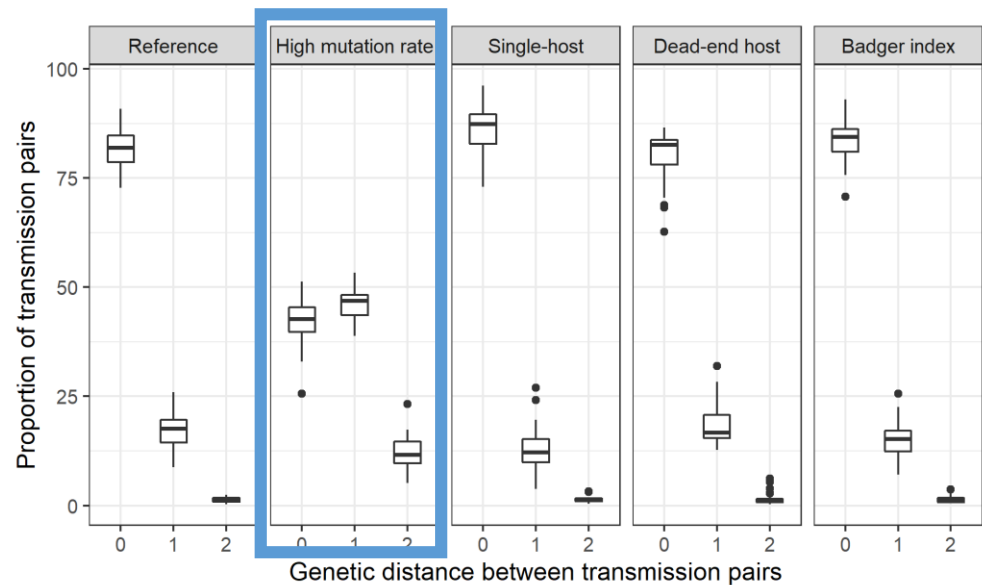 Reference High mutation rate Single-host Dead-end host Badger index
100
75
50
25
0
Proportion of transmission pairs
0 1 2 0 1 2 0 1 2 0 1 2 0 1 2
Genetic distance between transmission pairs